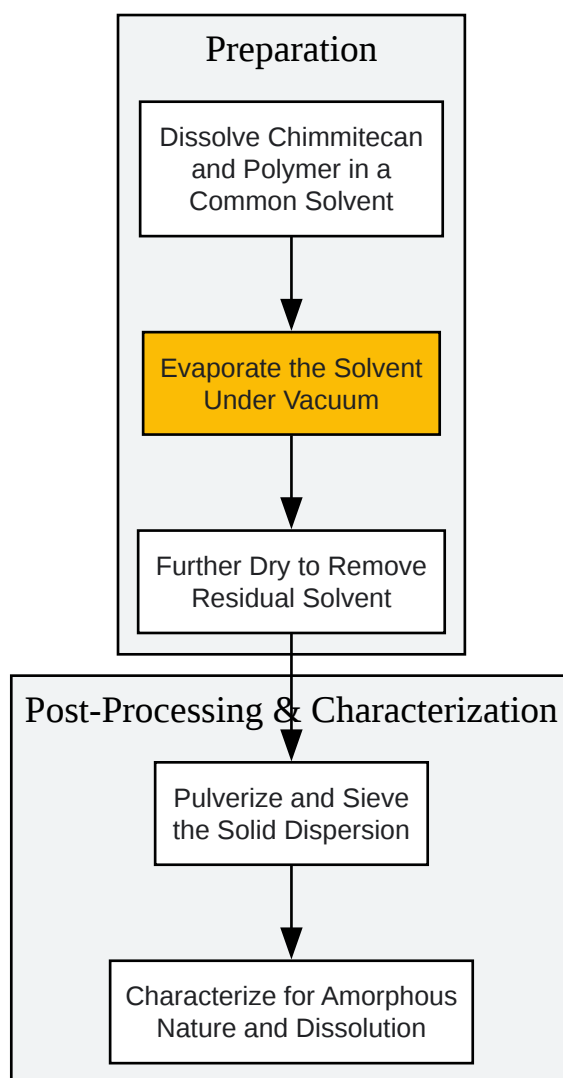 Preparation
Dissolve Chimmitecan
and Polymer in a
Common Solvent
Evaporate the Solvent
Under Vacuum
Further Dry to Remove
Residual Solvent
Post-Processing & Characterization
Pulverize and Sieve
the Solid Dispersion
Characterize for Amorphous
Nature and Dissolution